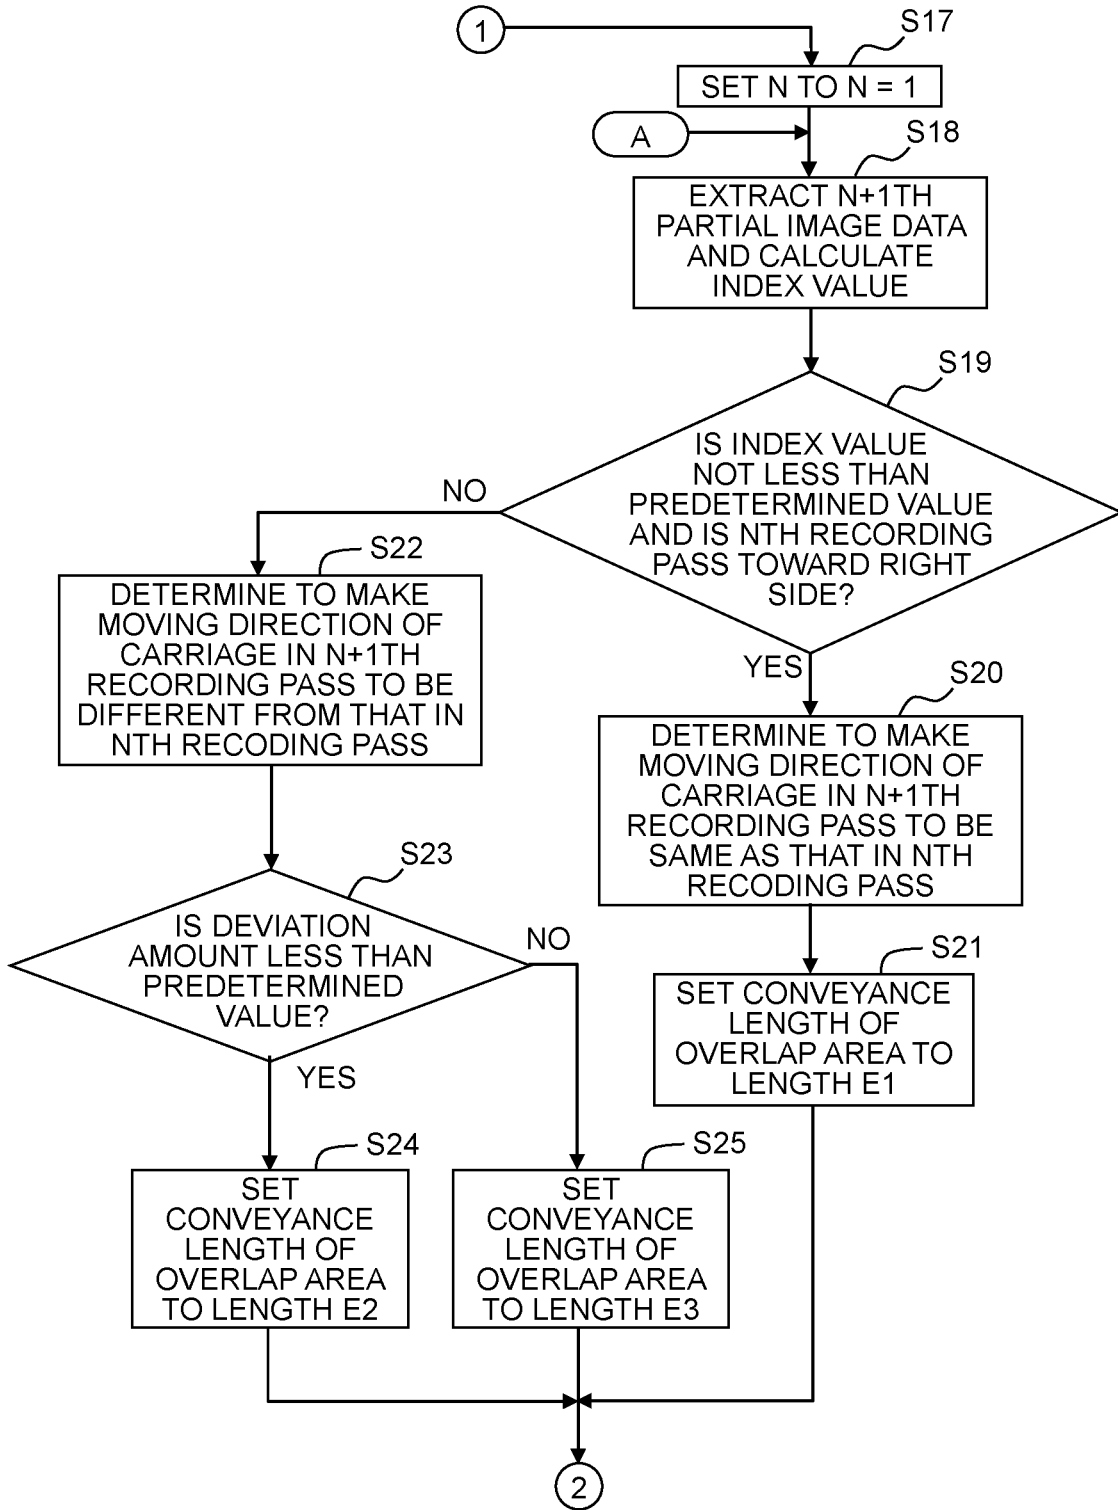 1
S17
SET N TO N = 1
A
S18
EXTRACT N+1TH
PARTIAL IMAGE DATA
AND CALCULATE
INDEX VALUE
S19
IS INDEX VALUE
NOT LESS THAN
PREDETERMINED VALUE
AND IS NTH RECORDING
PASS TOWARD RIGHT
SIDE?
NO
YES
S22
DETERMINE TO MAKE
MOVING DIRECTION OF
CARRIAGE IN N+1TH
RECORDING PASS TO BE
DIFFERENT FROM THAT IN
NTH RECODING PASS
S20
DETERMINE TO MAKE
MOVING DIRECTION OF
CARRIAGE IN N+1TH
RECORDING PASS TO BE
SAME AS THAT IN NTH
RECODING PASS
S23
IS DEVIATION
AMOUNT LESS THAN
PREDETERMINED
VALUE?
NO
YES
S21
SET CONVEYANCE
LENGTH OF
OVERLAP AREA TO
LENGTH E1
S24
SET
CONVEYANCE
LENGTH OF
OVERLAP AREA
TO LENGTH E2
S25
SET
CONVEYANCE
LENGTH OF
OVERLAP AREA
TO LENGTH E3
2